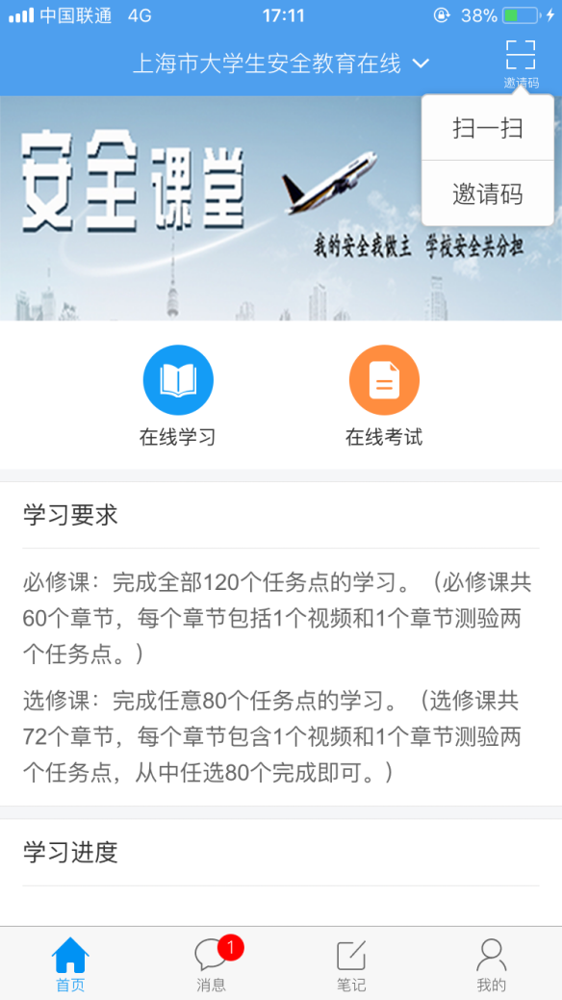 中国联通 4G 17:11 38%
上海市大学生安全教育在线
邀请码
扫一扫
邀请码
安全课堂
我的安全我做主 学校安全共分担
在线学习 在线考试
学习要求
必修课：完成全部120个任务点的学习。（必修课共
60个章节，每个章节包括1个视频和1个章节测验两
个任务点。）
选修课：完成任意80个任务点的学习。（选修课共
72个章节，每个章节包含1个视频和1个章节测验两
个任务点，从中任选80个完成即可。）
学习进度
1
首页 消息 笔记 我的